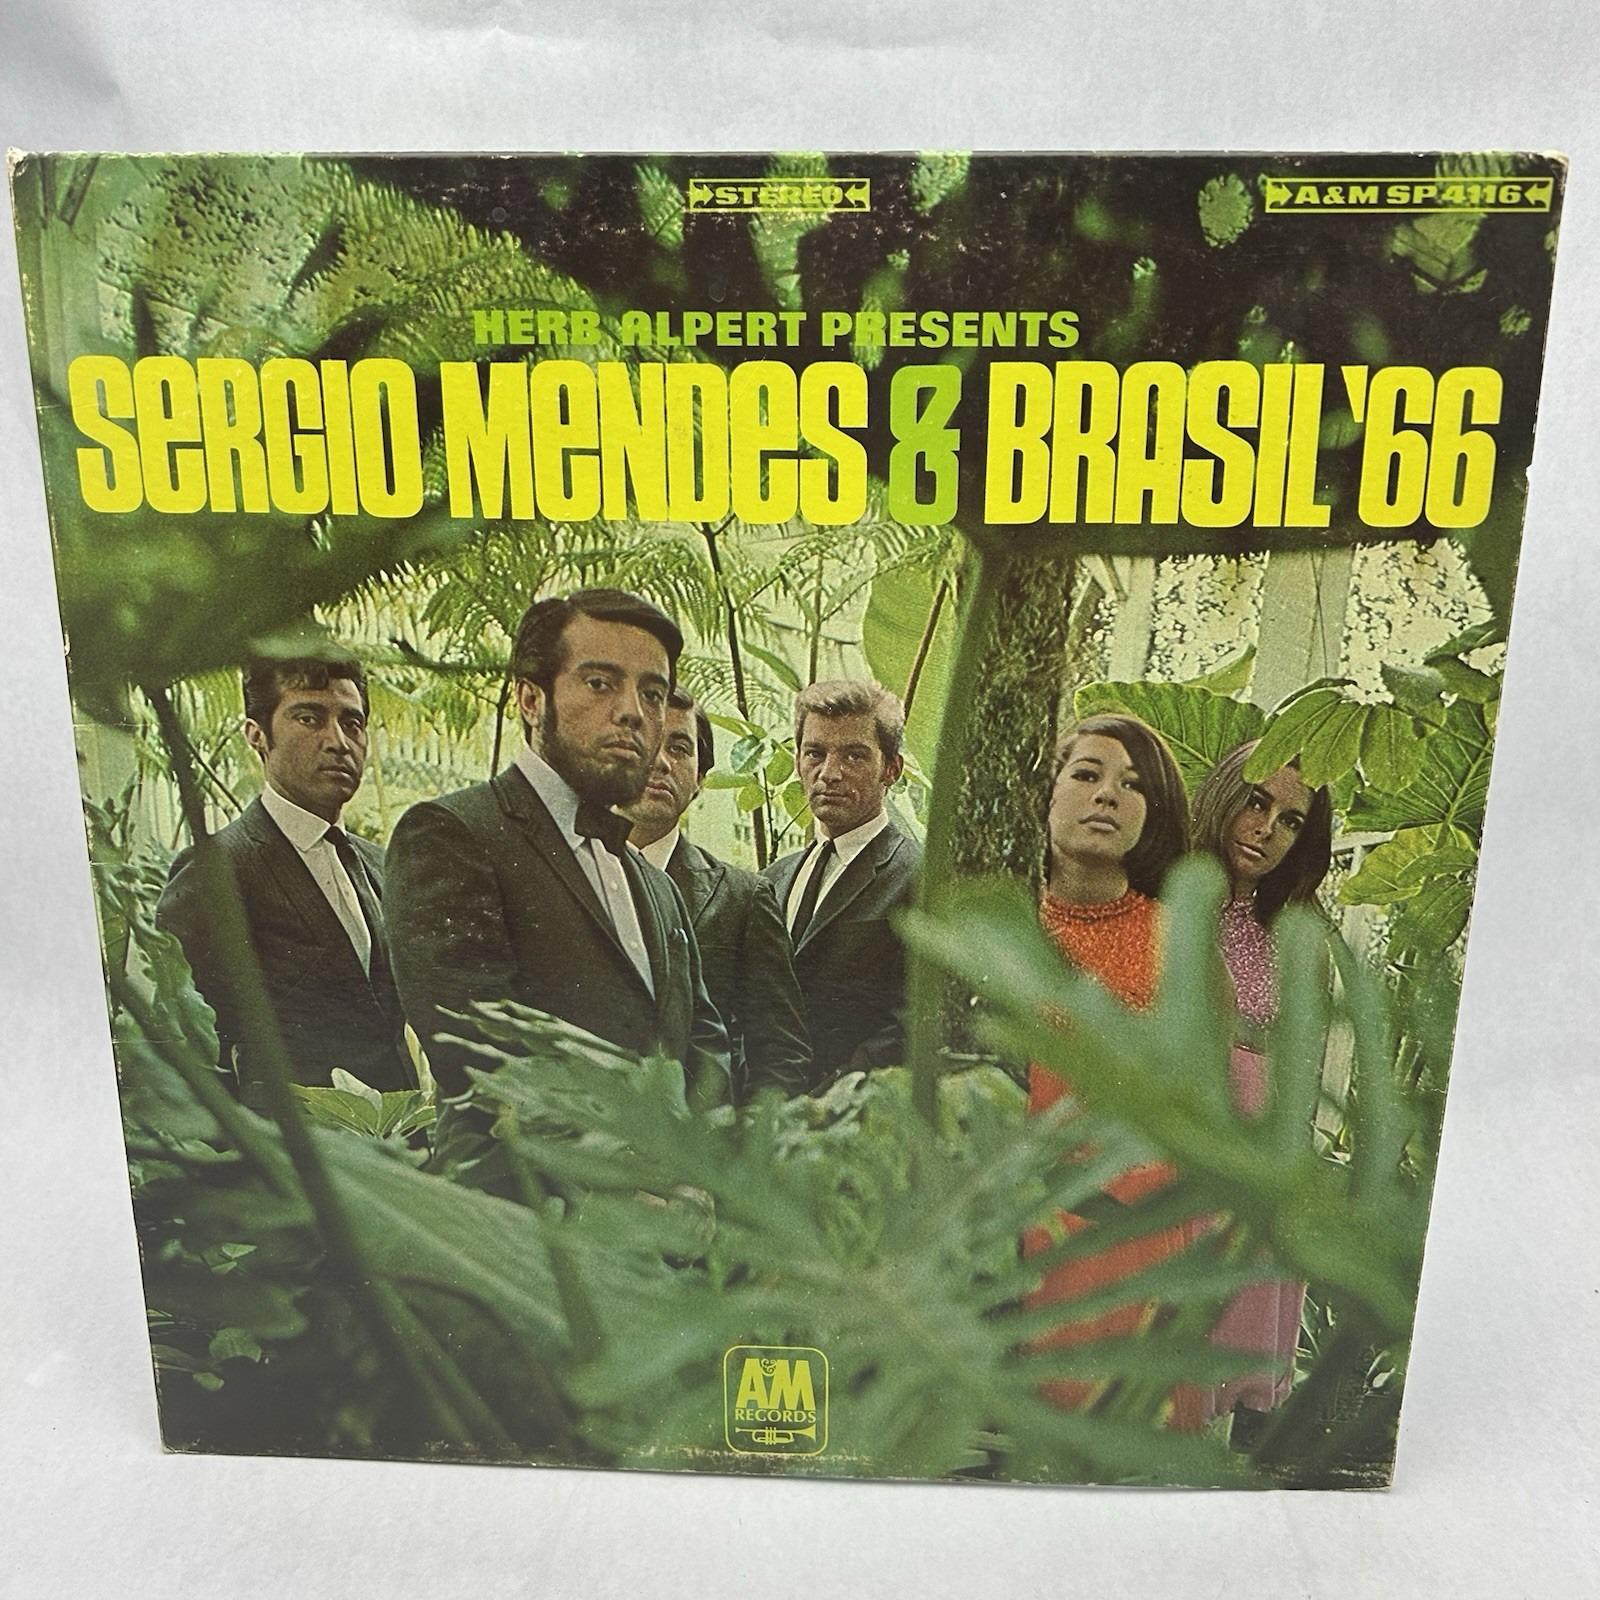 STEREO
A&M SP 4116
HERB ALPERT PRESENTS
SERGIO MENDES & BRASIL '66
A&M
RECORDS